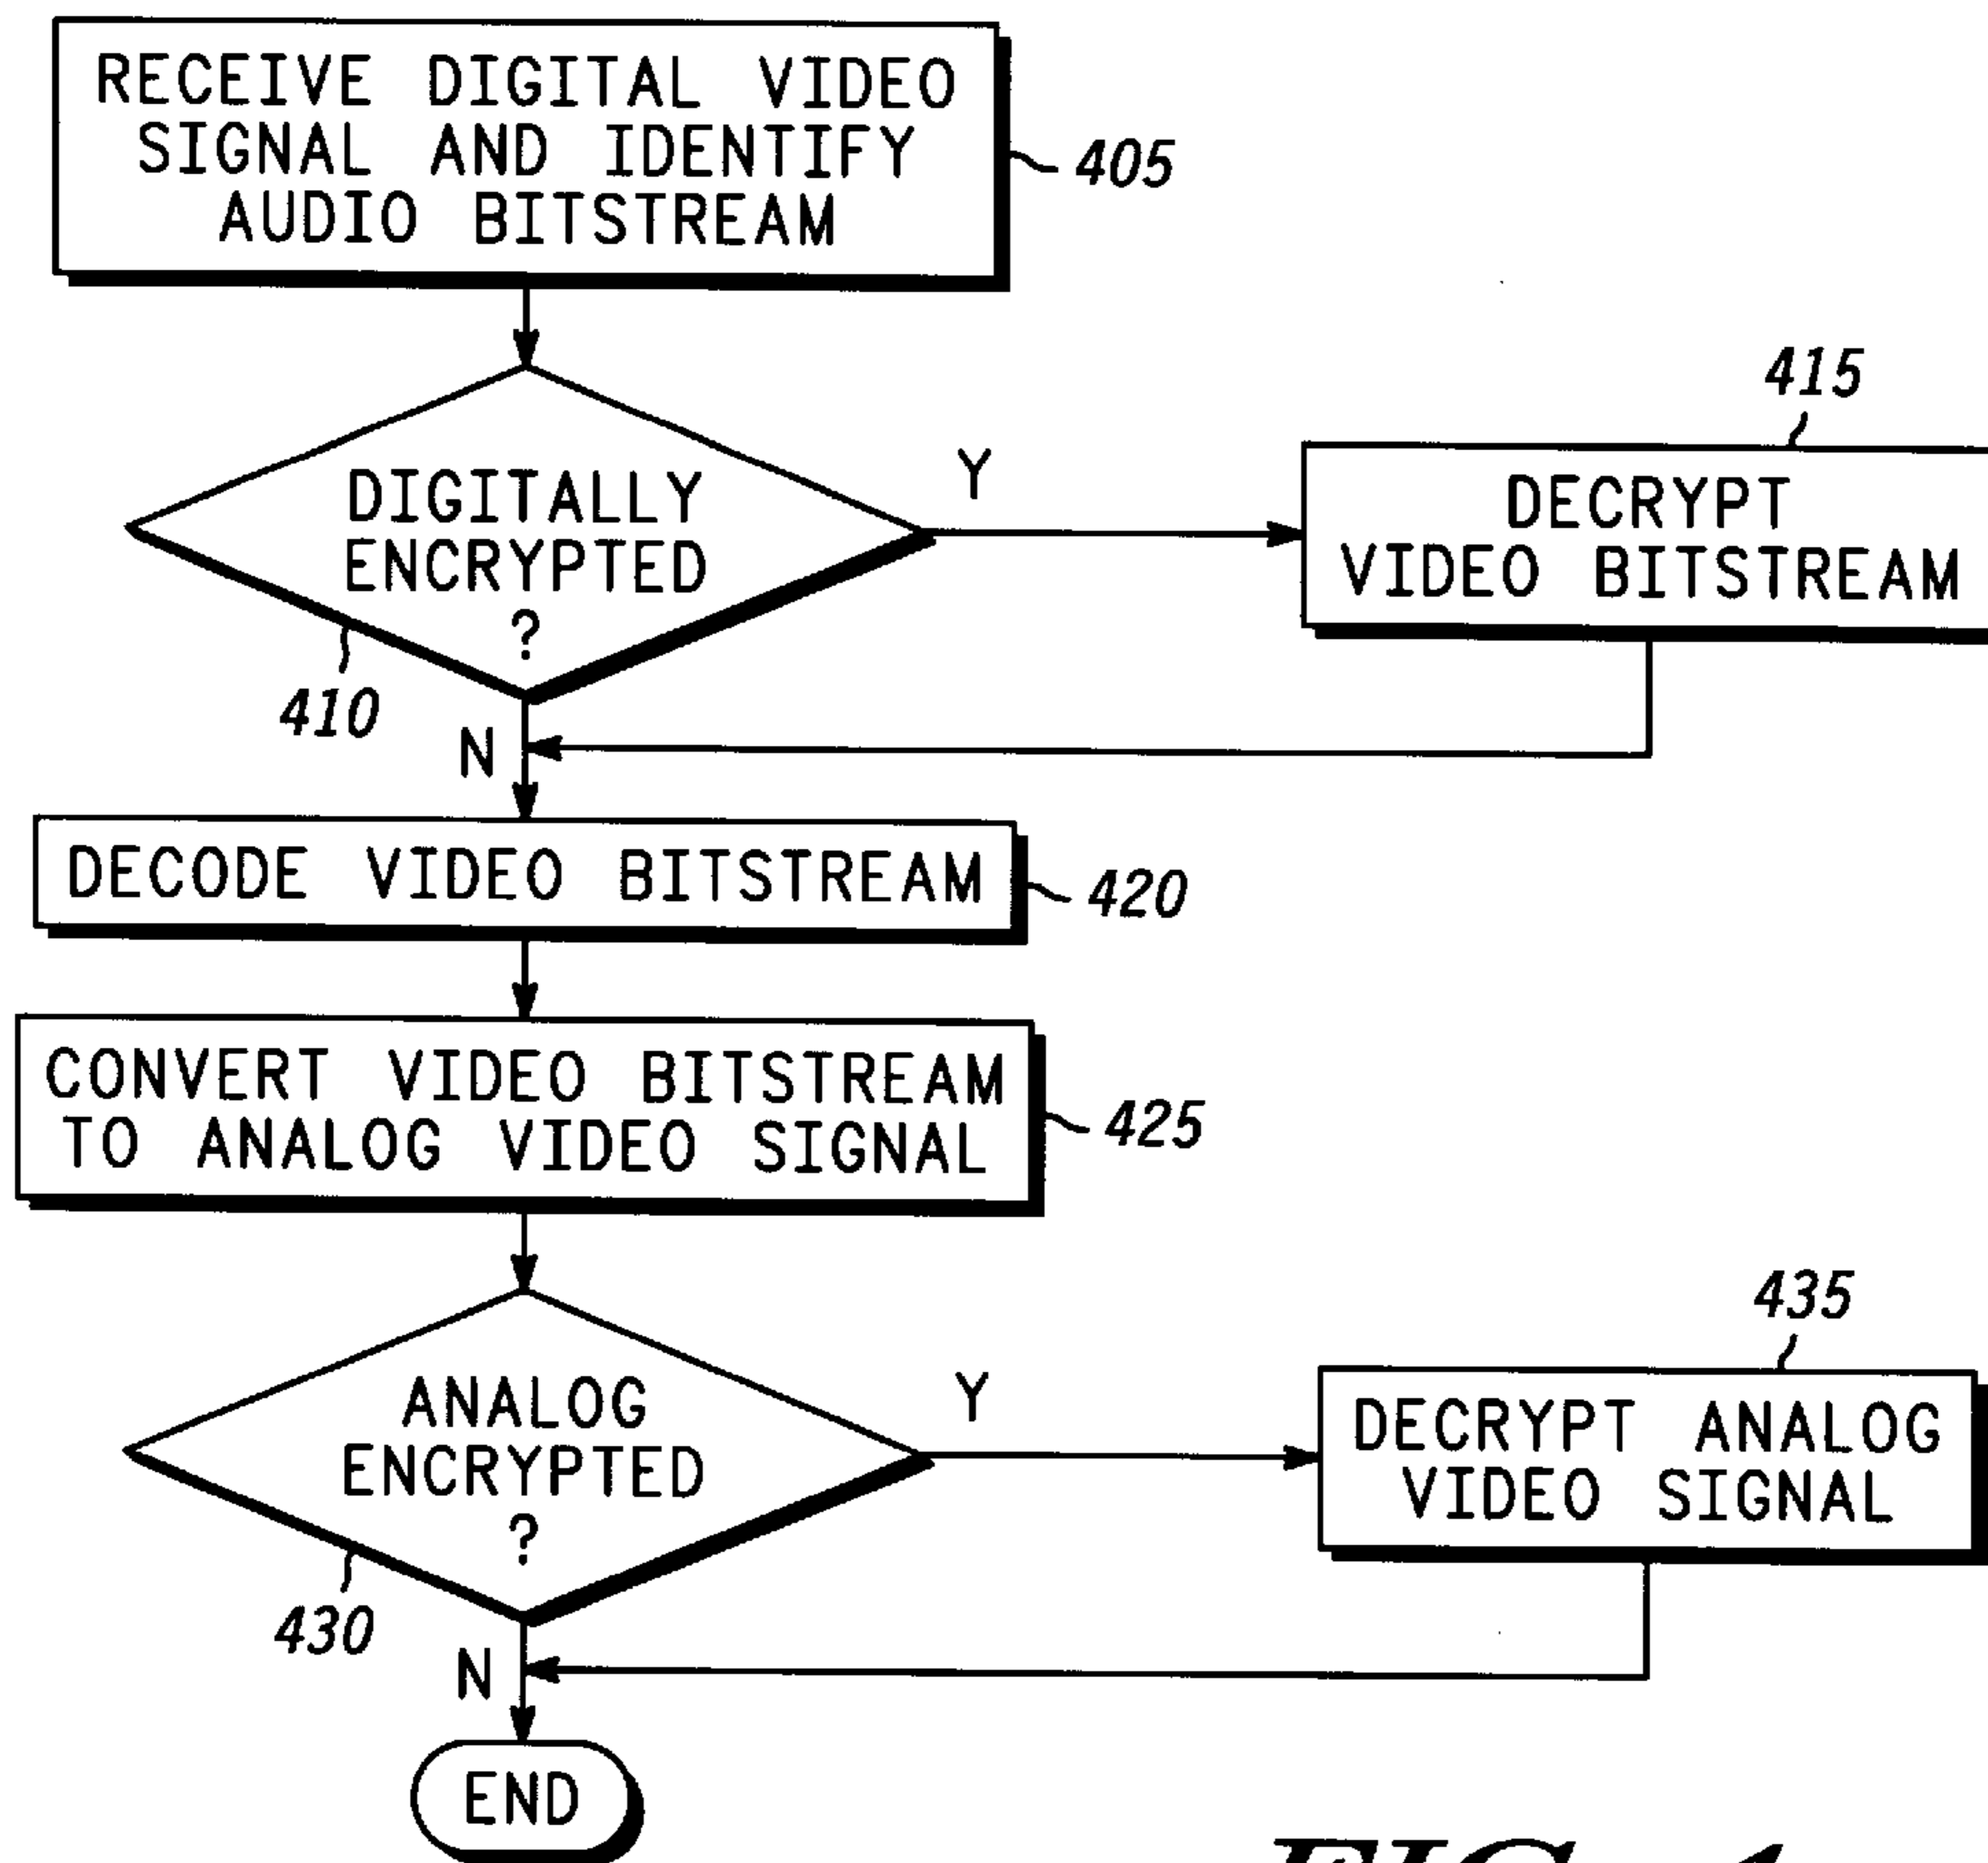 RECEIVE DIGITAL VIDEO
SIGNAL AND IDENTIFY
AUDIO BITSTREAM
405
DIGITALLY
ENCRYPTED
?
410
Y
415
DECRYPT
VIDEO BITSTREAM
N
DECODE VIDEO BITSTREAM
420
CONVERT VIDEO BITSTREAM
TO ANALOG VIDEO SIGNAL
425
ANALOG
ENCRYPTED
?
430
Y
435
DECRYPT ANALOG
VIDEO SIGNAL
N
END